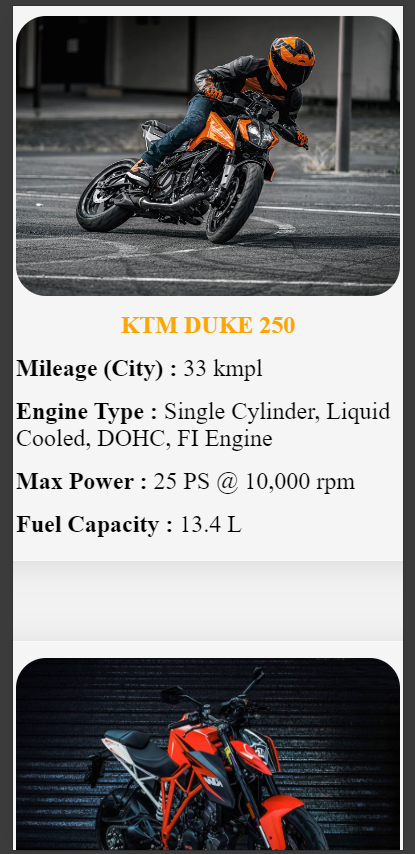 KTM DUKE 250
Mileage (City) : 33 kmpl
Engine Type : Single Cylinder, Liquid
Cooled, DOHC, FI Engine
Max Power : 25 PS @ 10,000 rpm
Fuel Capacity : 13.4 L